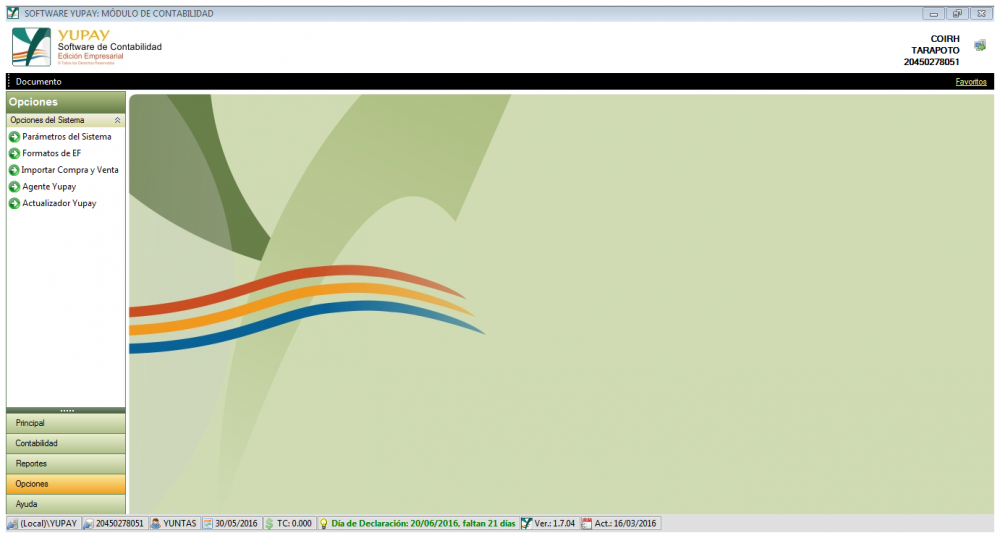 SOFTWARE YUPAY: MÓDULO DE CONTABILIDAD
YUPAY
Software de Contabilidad
Edición Empresarial
© Todos los Derechos Reservados
COIRH
TARAPOTO
20450278051
Documento
Favoritos
Opciones
Opciones del Sistema
Parámetros del Sistema
Formatos de EF
Importar Compra y Venta
Agente Yupay
Actualizador Yupay
Principal
Contabilidad
Reportes
Opciones
Ayuda
(Local)\YUPAY 20450278051 YUNTAS 30/05/2016 TC: 0.000 Día de Declaración: 20/06/2016, faltan 21 días Ver.: 1.7.04 Act.: 16/03/2016